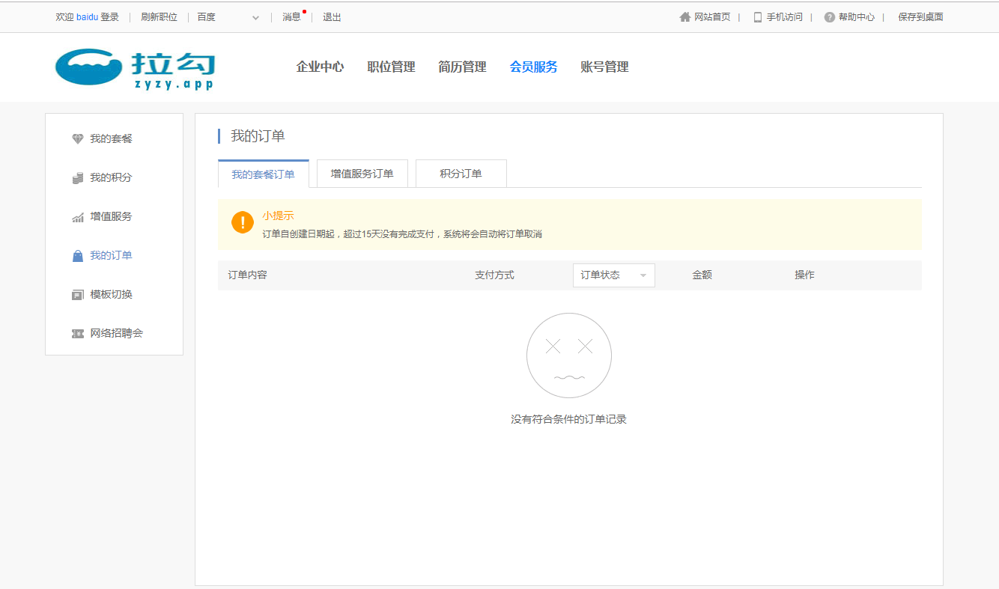 欢迎 baidu 登录 | 刷新职位 | 百度 | 消息 | 退出 网站首页 | 手机访问 | ? 帮助中心 | 保存到桌面
拉勾
zyzy.app
企业中心 职位管理 简历管理 会员服务 账号管理
我的套餐
我的积分
增值服务
我的订单
模板切换
网络招聘会
我的订单
我的套餐订单 增值服务订单 积分订单
! 小提示
订单自创建日期起，超过15天没有完成支付，系统将会自动将订单取消
订单内容 支付方式 订单状态 金额 操作
没有符合条件的订单记录